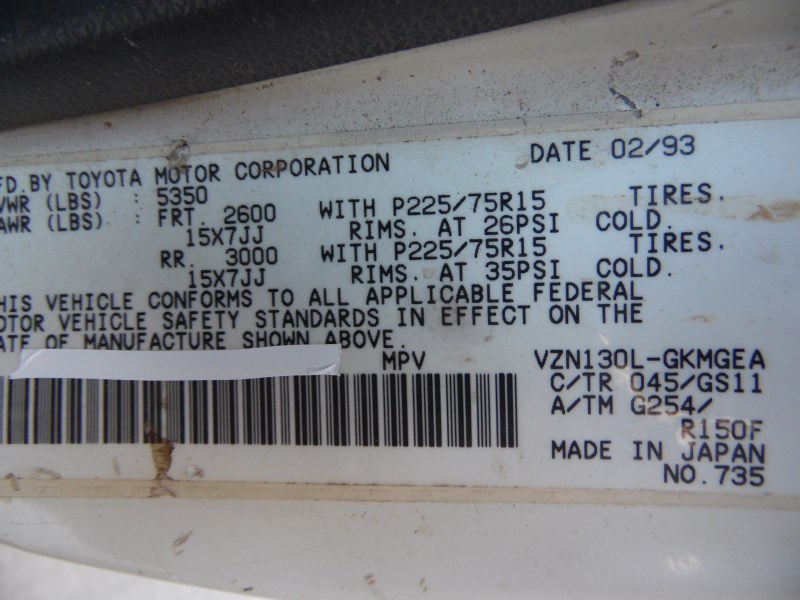 FD.BY TOYOTA MOTOR CORPORATION DATE 02/93
VWR (LBS) : 5350
AWR (LBS) : FRT. 2600 WITH P225/75R15 TIRES.
15X7JJ RIMS. AT 26PSI COLD.
RR. 3000 WITH P225/75R15 TIRES.
15X7JJ RIMS. AT 35PSI COLD.
HIS VEHICLE CONFORMS TO ALL APPLICABLE FEDERAL
OTOR VEHICLE SAFETY STANDARDS IN EFFECT ON THE
ATE OF MANUFACTURE SHOWN ABOVE.
MPV VZN130L-GKMGEA
C/TR 045/GS11
A/TM G254/
R150F
MADE IN JAPAN
NO.735